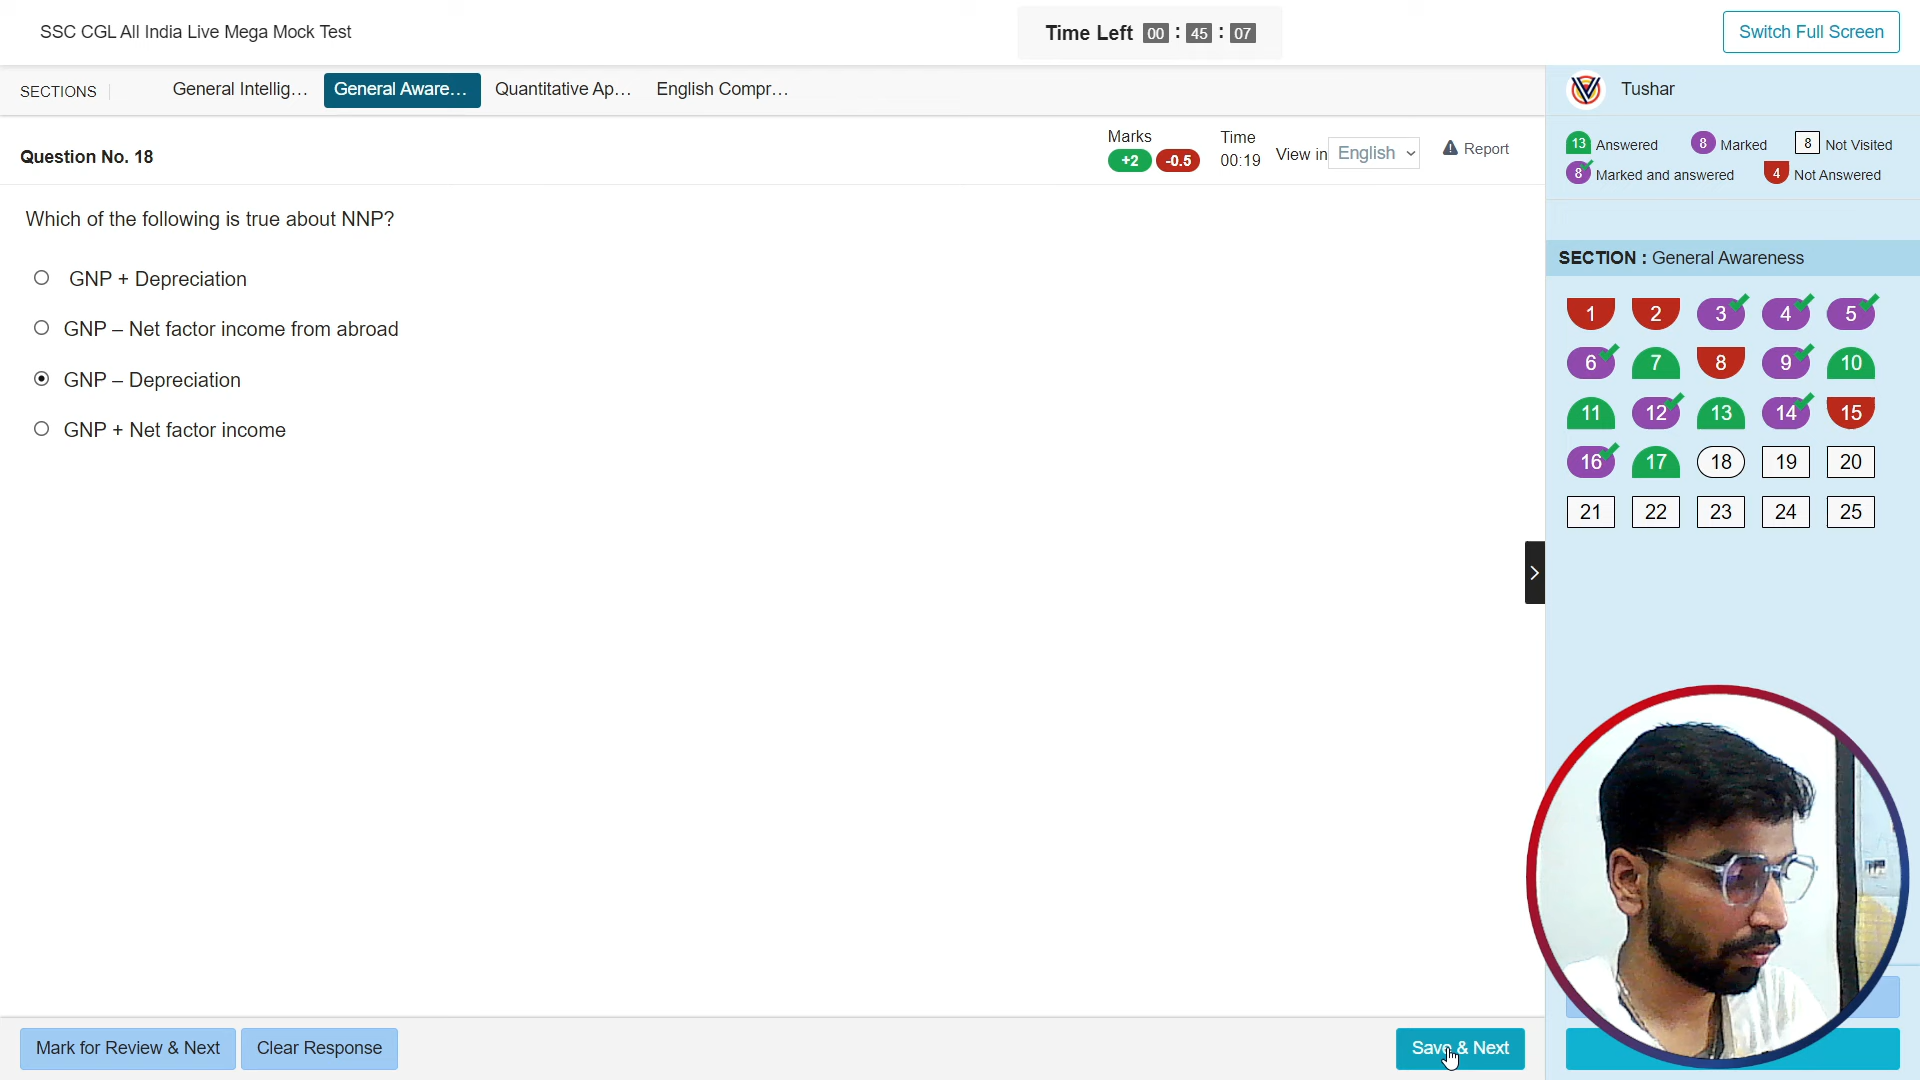 SSC CGL All India Live Mega Mock Test
Time Left 00 : 45 : 07
Switch Full Screen
SECTIONS
General Intellig...
General Aware...
Quantitative Ap...
English Compr...
Tushar
Question No. 18
Marks
+2 -0.5
Time
00:19
View in English
Report
13 Answered
8 Marked
8 Not Visited
8 Marked and answered
4 Not Answered
Which of the following is true about NNP?
GNP + Depreciation
GNP – Net factor income from abroad
GNP – Depreciation
GNP + Net factor income
SECTION : General Awareness
1 2 3 4 5
6 7 8 9 10
11 12 13 14 15
16 17 18 19 20
21 22 23 24 25
Mark for Review & Next
Clear Response
Save & Next